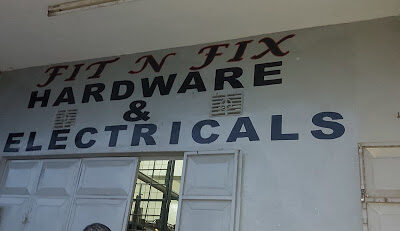 FIT N FIX
HARDWARE
&
ELECTRICALS